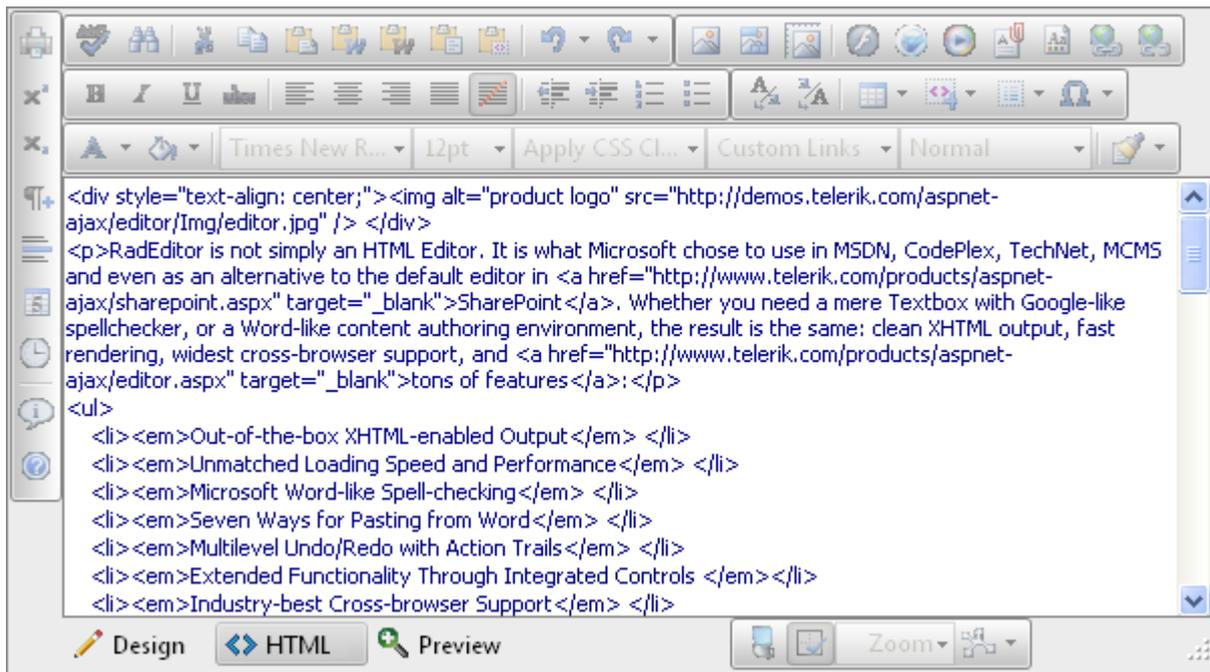 Times New R...
12pt
Apply CSS Cl...
Custom Links
Normal
<div style="text-align: center;"><img alt="product logo" src="http://demos.telerik.com/aspnet-
ajax/editor/Img/editor.jpg" /> </div>
<p>RadEditor is not simply an HTML Editor. It is what Microsoft chose to use in MSDN, CodePlex, TechNet, MCMS
and even as an alternative to the default editor in <a href="http://www.telerik.com/products/aspnet-
ajax/sharepoint.aspx" target="_blank">SharePoint</a>. Whether you need a mere Textbox with Google-like
spellchecker, or a Word-like content authoring environment, the result is the same: clean XHTML output, fast
rendering, widest cross-browser support, and <a href="http://www.telerik.com/products/aspnet-
ajax/editor.aspx" target="_blank">tons of features</a>:</p>
<ul>
<li><em>Out-of-the-box XHTML-enabled Output</em> </li>
<li><em>Unmatched Loading Speed and Performance</em> </li>
<li><em>Microsoft Word-like Spell-checking</em> </li>
<li><em>Seven Ways for Pasting from Word</em> </li>
<li><em>Multilevel Undo/Redo with Action Trails</em> </li>
<li><em>Extended Functionality Through Integrated Controls </em></li>
<li><em>Industry-best Cross-browser Support</em> </li>
Design
HTML
Preview
Zoom